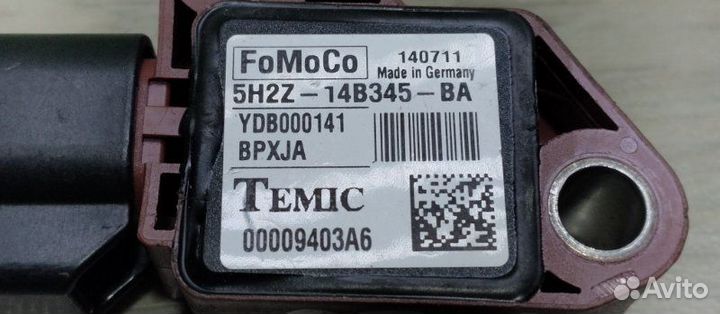 FoMoCo 140711
Made in Germany
5H2Z-14B345-BA
YDB000141
BPXJA
TEMIC
00009403A6
Avito